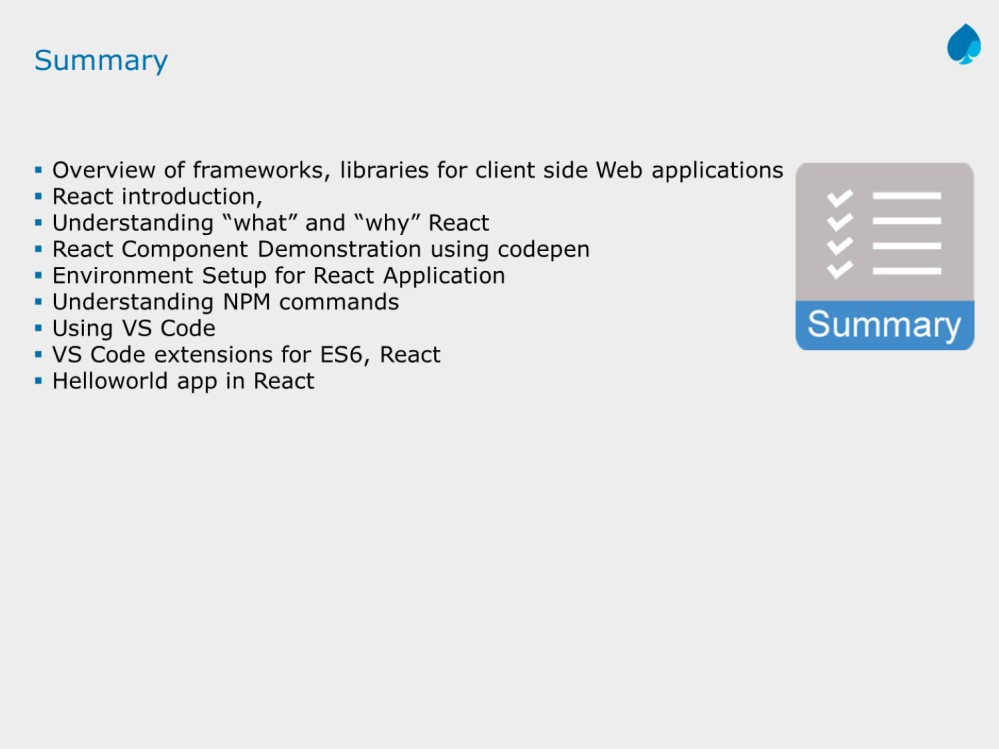 Summary
Overview of frameworks, libraries for client side Web applications
React introduction,
Understanding “what” and “why” React
React Component Demonstration using codepen
Environment Setup for React Application
Understanding NPM commands
Using VS Code
VS Code extensions for ES6, React
Helloworld app in React
Summary